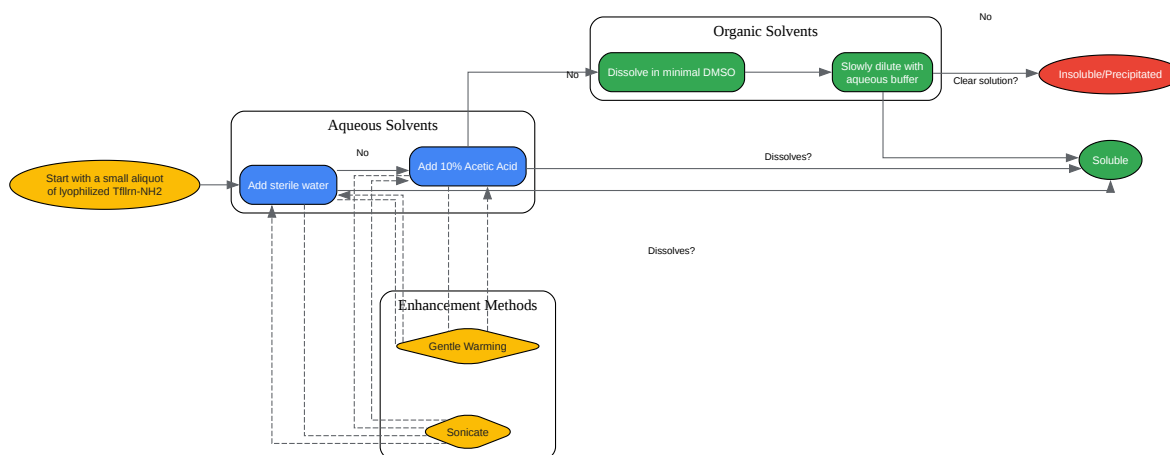 No
Organic Solvents
Dissolve in minimal DMSO
Slowly dilute with
aqueous buffer
No
Clear solution?
Insoluble/Precipitated
Aqueous Solvents
No
Add 10% Acetic Acid
Dissolves?
Soluble
Start with a small aliquot
of lyophilized Tfllrn-NH2
Add sterile water
Dissolves?
Enhancement Methods
Gentle Warming
Sonicate